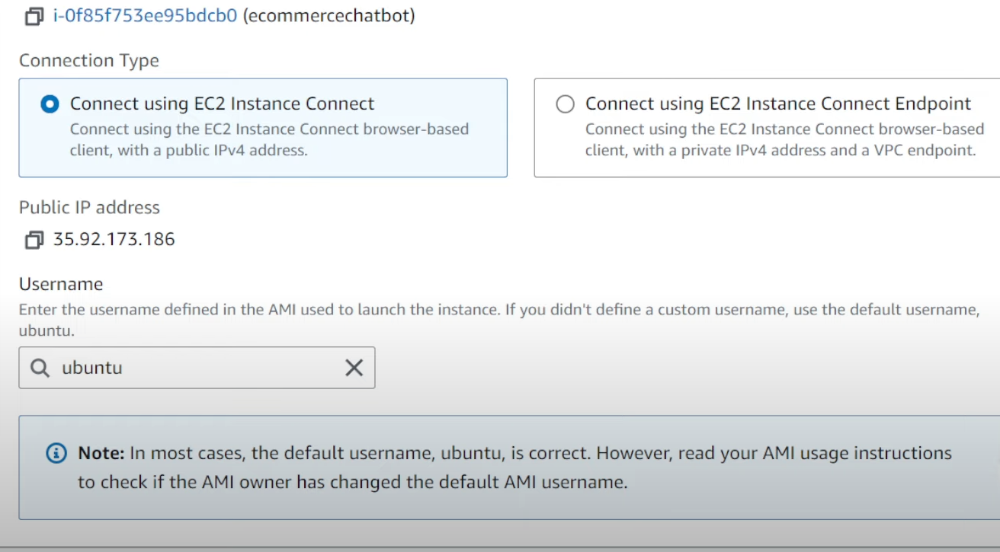 i-0f85f753ee95bdcb0 (ecommercechatbot)
Connection Type
Connect using EC2 Instance Connect
Connect using the EC2 Instance Connect browser-based
client, with a public IPv4 address.
Connect using EC2 Instance Connect Endpoint
Connect using the EC2 Instance Connect browser-based
client, with a private IPv4 address and a VPC endpoint.
Public IP address
35.92.173.186
Username
Enter the username defined in the AMI used to launch the instance. If you didn't define a custom username, use the default username,
ubuntu.
ubuntu
Note: In most cases, the default username, ubuntu, is correct. However, read your AMI usage instructions
to check if the AMI owner has changed the default AMI username.